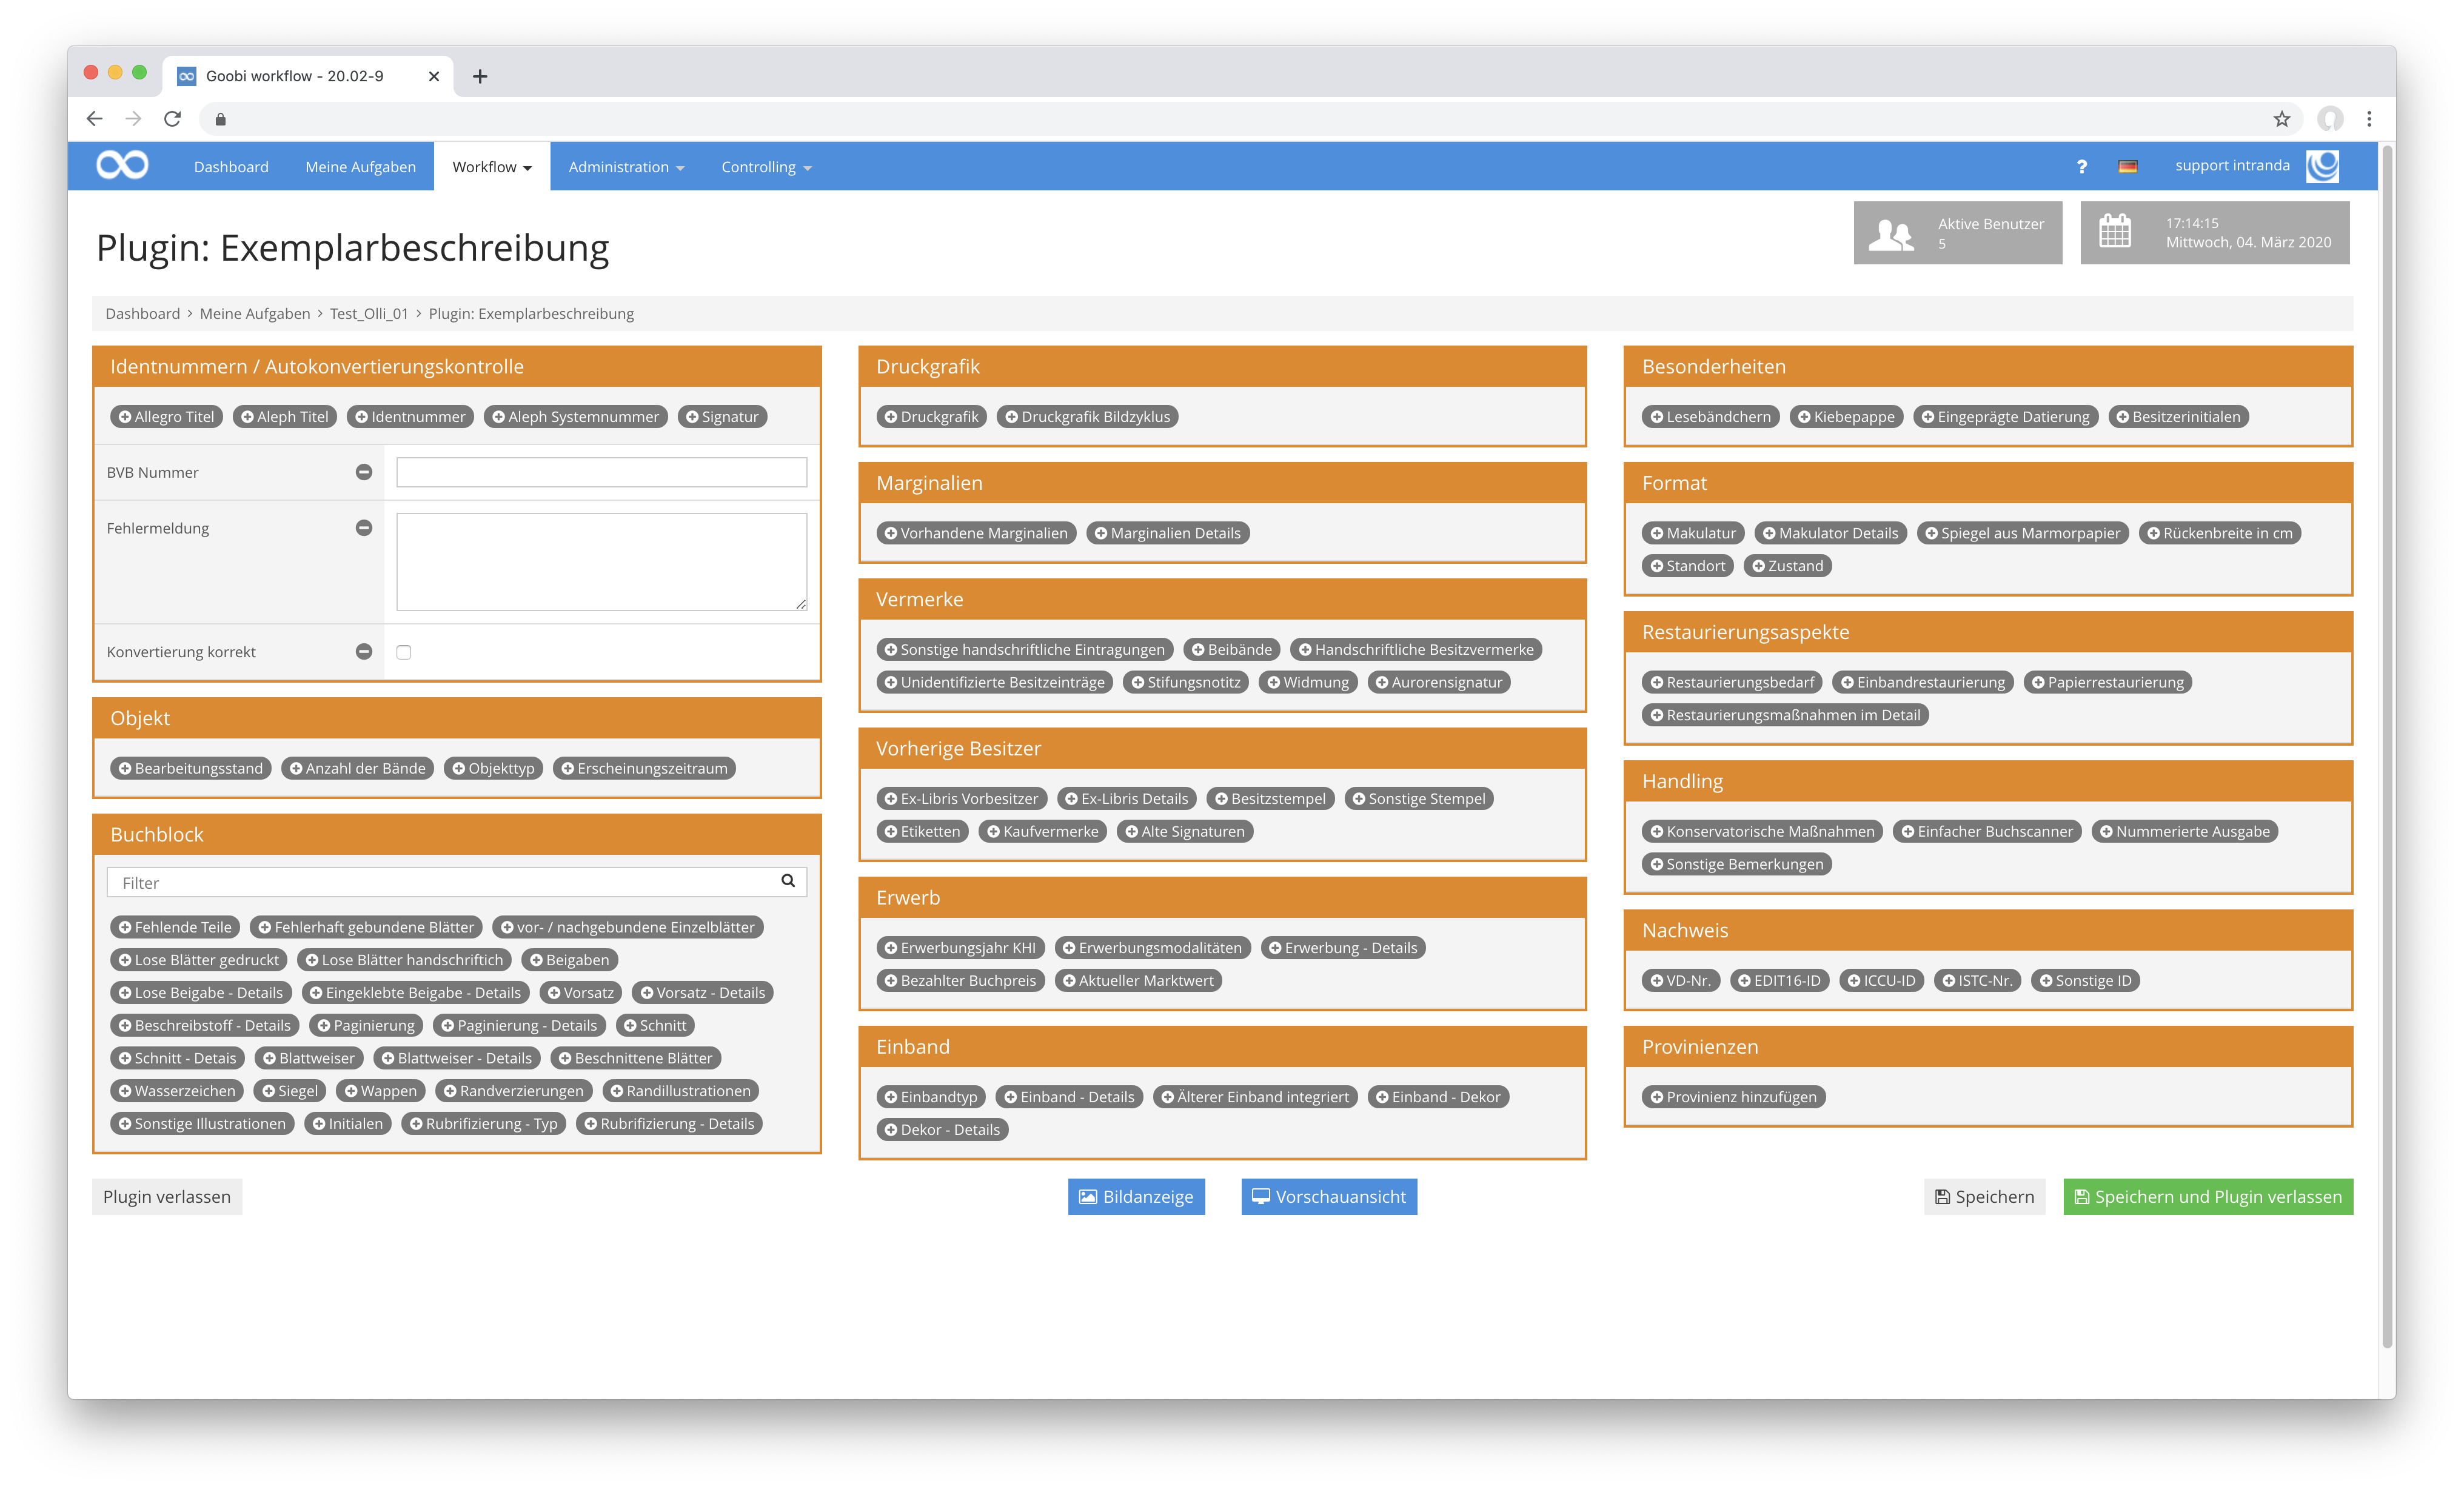 Goobi workflow - 20.02-9
Dashboard Meine Aufgaben Workflow Administration Controlling ? support intranda
Plugin: Exemplarbeschreibung
Aktive Benutzer
5
17:14:15
Mittwoch, 04. März 2020
Dashboard › Meine Aufgaben › Test_Olli_01 › Plugin: Exemplarbeschreibung
Identnummern / Autokonvertierungskontrolle
Allegro Titel Aleph Titel Identnummer Aleph Systemnummer Signatur
BVB Nummer
Fehlermeldung
Konvertierung korrekt
Objekt
Bearbeitungsstand Anzahl der Bände Objekttyp Erscheinungszeitraum
Buchblock
Filter
Fehlende Teile Fehlerhaft gebundene Blätter vor- / nachgebundene Einzelblätter
Lose Blätter gedruckt Lose Blätter handschriftich Beigaben
Lose Beigabe - Details Eingeklebte Beigabe - Details Vorsatz Vorsatz - Details
Beschreibstoff - Details Paginierung Paginierung - Details Schnitt
Schnitt - Detais Blattweiser Blattweiser - Details Beschnittene Blätter
Wasserzeichen Siegel Wappen Randverzierungen Randillustrationen
Sonstige Illustrationen Initialen Rubrifizierung - Typ Rubrifizierung - Details
Druckgrafik
Druckgrafik Druckgrafik Bildzyklus
Marginalien
Vorhandene Marginalien Marginalien Details
Vermerke
Sonstige handschriftliche Eintragungen Beibände Handschriftliche Besitzvermerke
Unidentifizierte Besitzeinträge Stifungsnotitz Widmung Aurorensignatur
Vorherige Besitzer
Ex-Libris Vorbesitzer Ex-Libris Details Besitzstempel Sonstige Stempel
Etiketten Kaufvermerke Alte Signaturen
Erwerb
Erwerbungsjahr KHI Erwerbungsmodalitäten Erwerbung - Details
Bezahlter Buchpreis Aktueller Marktwert
Einband
Einbandtyp Einband - Details Älterer Einband integriert Einband - Dekor
Dekor - Details
Besonderheiten
Lesebändchern Kiebepappe Eingeprägte Datierung Besitzerinitialen
Format
Makulatur Makulator Details Spiegel aus Marmorpapier Rückenbreite in cm
Standort Zustand
Restaurierungsaspekte
Restaurierungsbedarf Einbandrestaurierung Papierrestaurierung
Restaurierungsmaßnahmen im Detail
Handling
Konservatorische Maßnahmen Einfacher Buchscanner Nummerierte Ausgabe
Sonstige Bemerkungen
Nachweis
VD-Nr. EDIT16-ID ICCU-ID ISTC-Nr. Sonstige ID
Provinienzen
Provinienz hinzufügen
Plugin verlassen Bildanzeige Vorschauansicht Speichern Speichern und Plugin verlassen